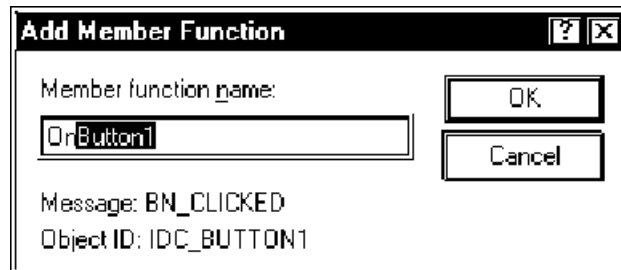 Add Member Function
Member function name:
OK
OnButton1
Cancel
Message: BN_CLICKED
Object ID: IDC_BUTTON1